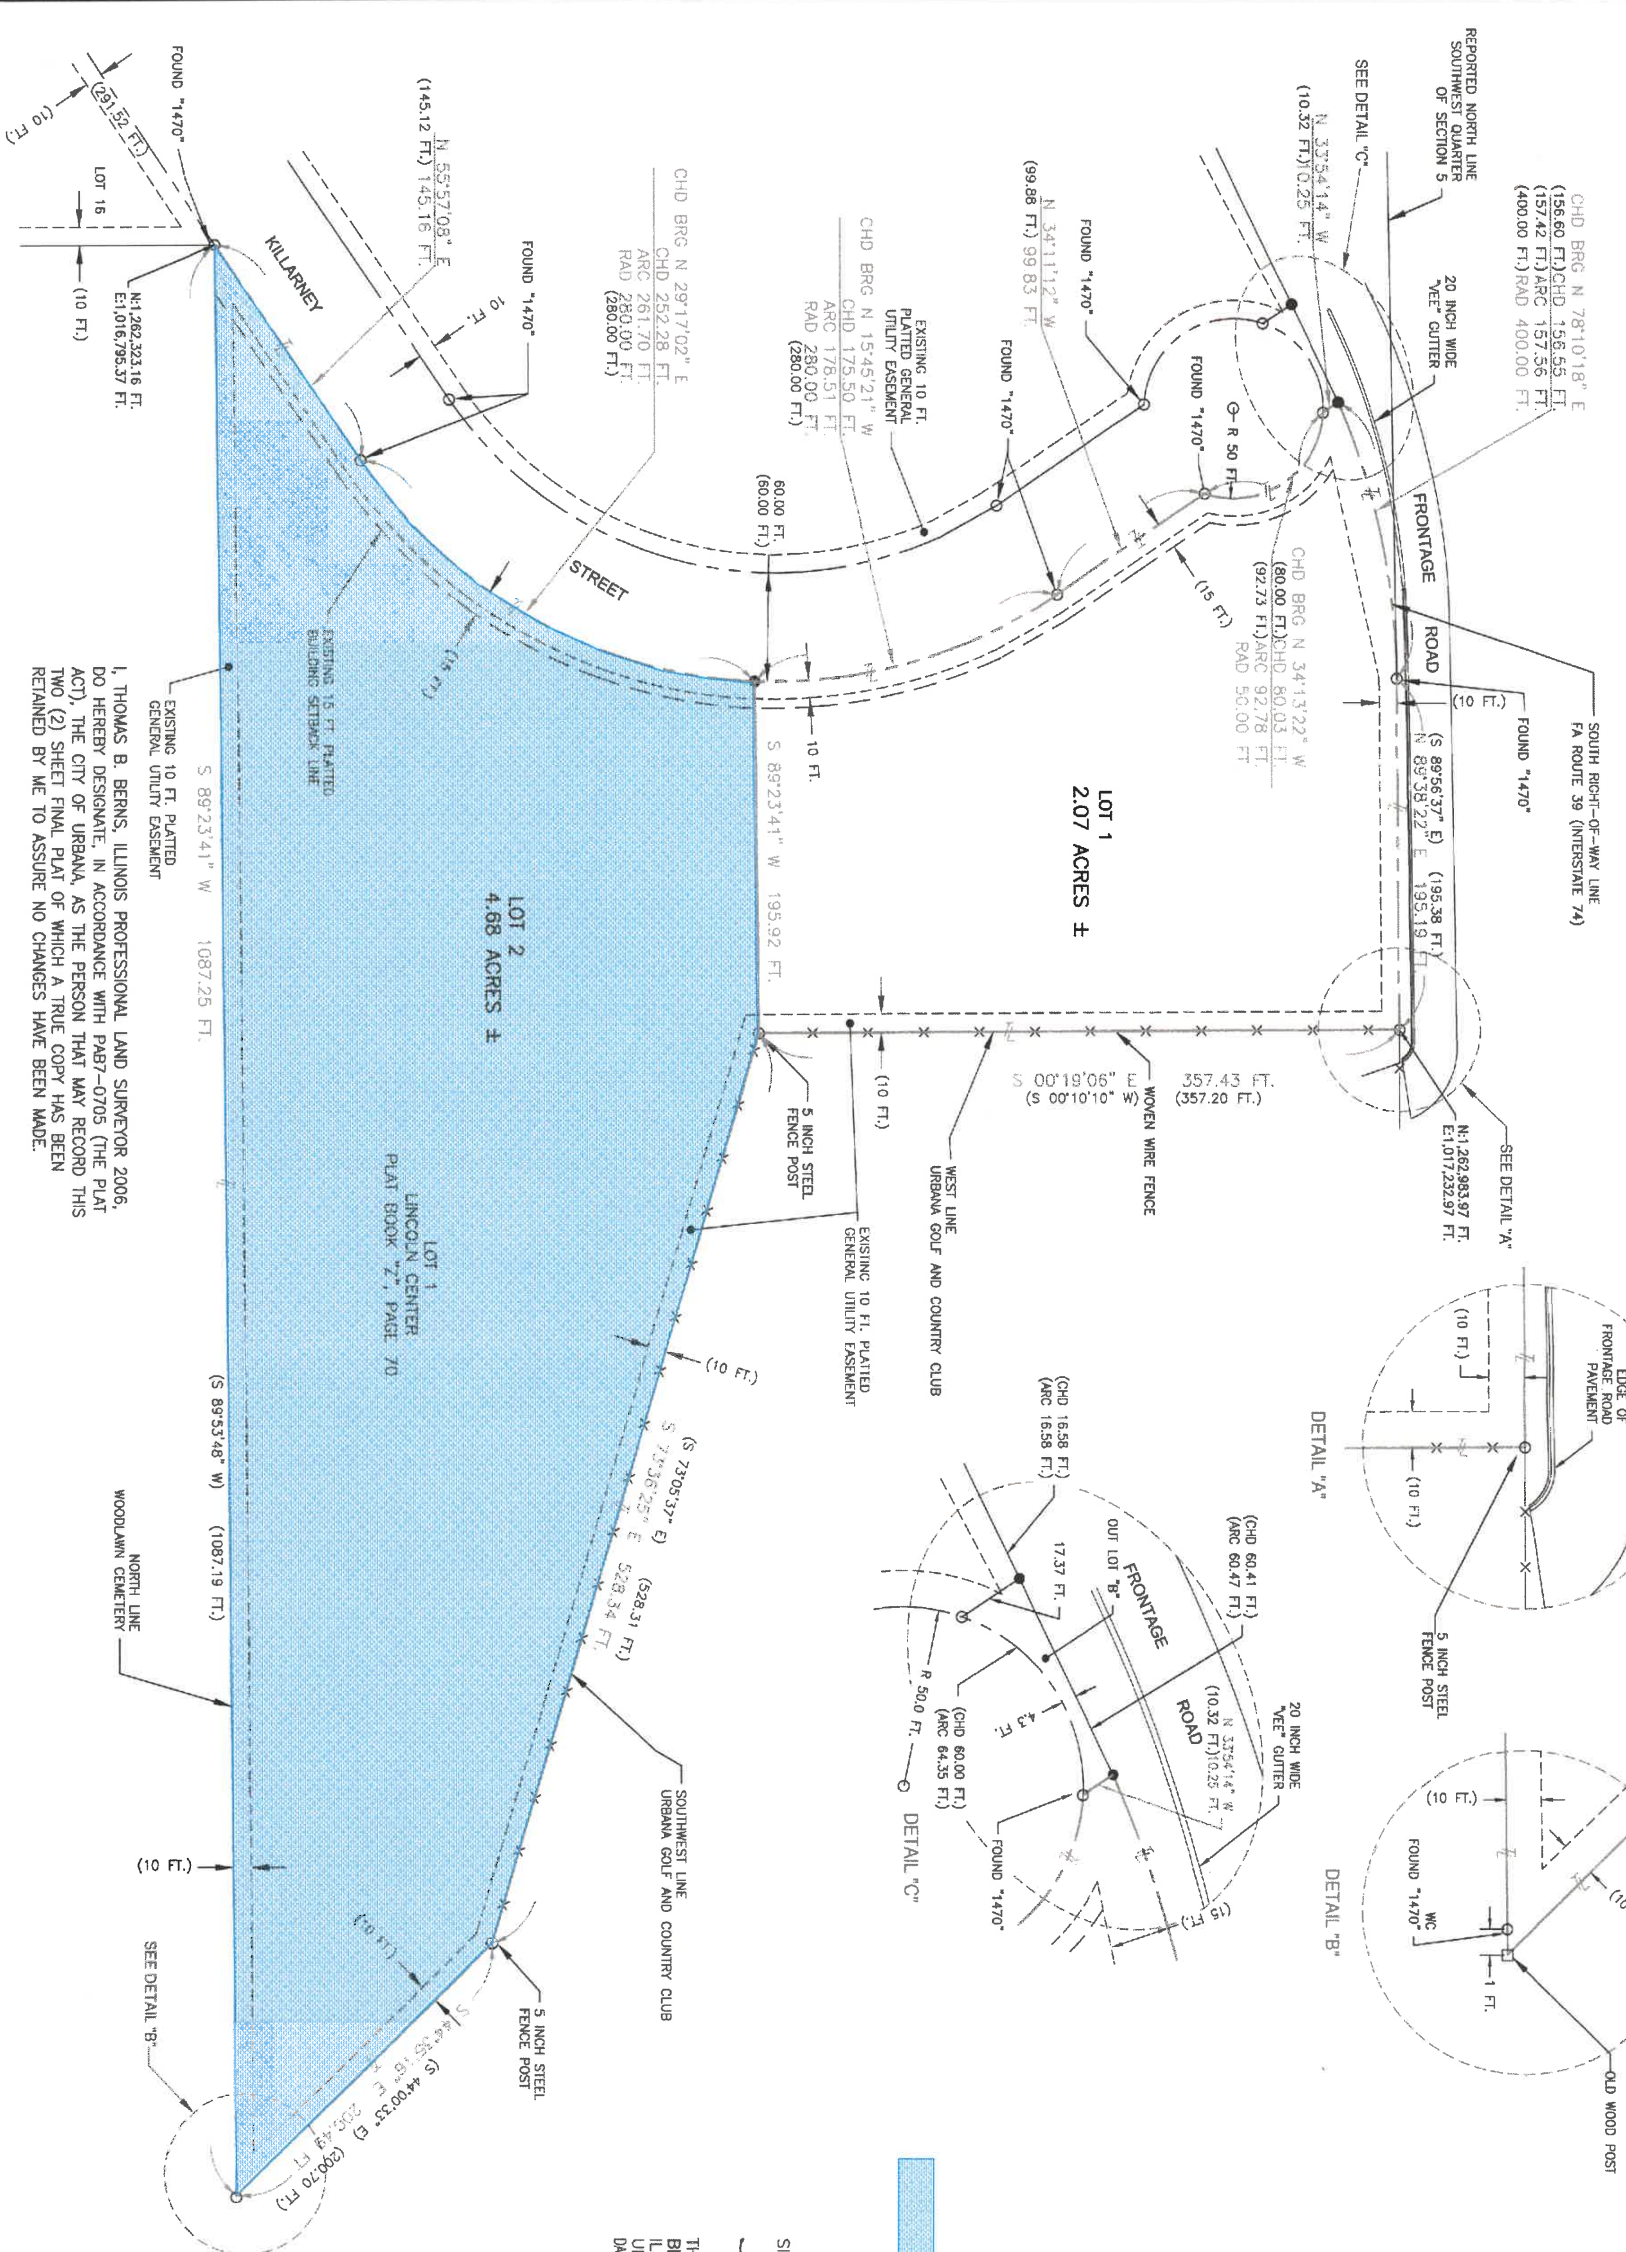 REPORTED NORTH LINE
SOUTHWEST QUARTER
OF SECTION 5
CHD BRG N 78°10'18" E
(156.60 FT.)CHD 156.55 FT.
(157.42 FT.)ARC 157.56 FT.
(400.00 FT.)RAD 400.00 FT.
SOUTH RIGHT-OF-WAY LINE
FA ROUTE 39 (INTERSTATE 74)
SEE DETAIL "C"
20 INCH WIDE
"VEE" GUTTER
FRONTAGE
ROAD
FOUND "1470"
(10 FT.)
(S 89°56'37" E) (195.38 FT.)
N 89°38'22" E 195.19 FT.
SEE DETAIL "A"
N:1,262,983.97 FT.
E:1,017,232.97 FT.
N 33°54'14" W
(10.32 FT.)10.25 FT.
R 50 FT.
FOUND "1470"
FOUND "1470"
CHD BRG N 34°13'22" W
(80.00 FT.)CHD 80.03 FT.
(92.73 FT.)ARC 92.78 FT.
RAD 50.00 FT.
(15 FT.)
N 34°11'12" W
(99.88 FT.) 99.83 FT.
FOUND "1470"
LOT 1
2.07 ACRES ±
WOVEN WIRE FENCE
S 00°19'06" E 357.43 FT.
(S 00°10'10" W) (357.20 FT.)
WEST LINE
URBANA GOLF AND COUNTRY CLUB
EXISTING 10 FT.
PLATTED GENERAL
UTILITY EASEMENT
CHD BRG N 15°45'21" W
CHD 175.50 FT.
ARC 178.51 FT.
RAD 280.00 FT.
(280.00 FT.)
(10 FT.)
EXISTING 10 FT. PLATTED
GENERAL UTILITY EASEMENT
60.00 FT.
(60.00 FT.)
10 FT.
S 89°23'41" W 195.92 FT.
5 INCH STEEL
FENCE POST
CHD BRG N 29°17'02" E
CHD 252.28 FT.
ARC 261.70 FT.
RAD 280.00 FT.
(280.00 FT.)
STREET
FOUND "1470"
10 FT.
(15 FT.)
LOT 2
4.68 ACRES ±
(10 FT.)
(S 73°05'37" E) (528.31 FT.)
S 73°36'25" E 528.34 FT.
SOUTHWEST LINE
URBANA GOLF AND COUNTRY CLUB
N 55°57'08" E
(145.12 FT.) 145.16 FT.
KILLARNEY
LOT 1
LINCOLN CENTER
PLAT BOOK "Z", PAGE 70
EXISTING 15 FT PLATTED
BUILDING SETBACK LINE
5 INCH STEEL
FENCE POST
(10 FT.)
(S 44°00'33" E) (200.70 FT.)
FOUND "1470"
(291.52 FT.)
(10 FT.)
LOT 16
(10 FT.)
(10 FT.)
N:1,262,323.16 FT.
E:1,016,795.37 FT.
S 89°23'41" W 1087.25 FT.
(S 89°53'48" W) (1087.19 FT.)
EXISTING 10 FT. PLATTED
GENERAL UTILITY EASEMENT
NORTH LINE
WOODLAWN CEMETERY
(10 FT.)
SEE DETAIL "B"
I, THOMAS B. BERNS, ILLINOIS PROFESSIONAL LAND SURVEYOR 2006,
DO HEREBY DESIGNATE, IN ACCORDANCE WITH PAB7-0705 (THE PLAT
ACT), THE CITY OF URBANA, AS THE PERSON THAT MAY RECORD THIS
TWO (2) SHEET FINAL PLAT OF WHICH A TRUE COPY HAS BEEN
RETAINED BY ME TO ASSURE NO CHANGES HAVE BEEN MADE.
EDGE OF
FRONTAGE ROAD
PAVEMENT
(10 FT.)
(10 FT.)
5 INCH STEEL
FENCE POST
DETAIL "A"
(10 FT.)
WC
FOUND "1470"
1 FT.
OLD WOOD POST
DETAIL "B"
(CHD 16.58 FT.)
(ARC 16.58 FT.)
(CHD 60.41 FT.)
(ARC 60.47 FT.)
17.37 FT.
OUT LOT "B"
FRONTAGE
ROAD
20 INCH WIDE
"VEE" GUTTER
N 33°54'14" W
(10.32 FT.)10.25 FT.
4.3 FT.
(CHD 60.00 FT.)
(ARC 64.35 FT.)
R 50.0 FT.
FOUND "1470"
(15 FT.)
DETAIL "C"